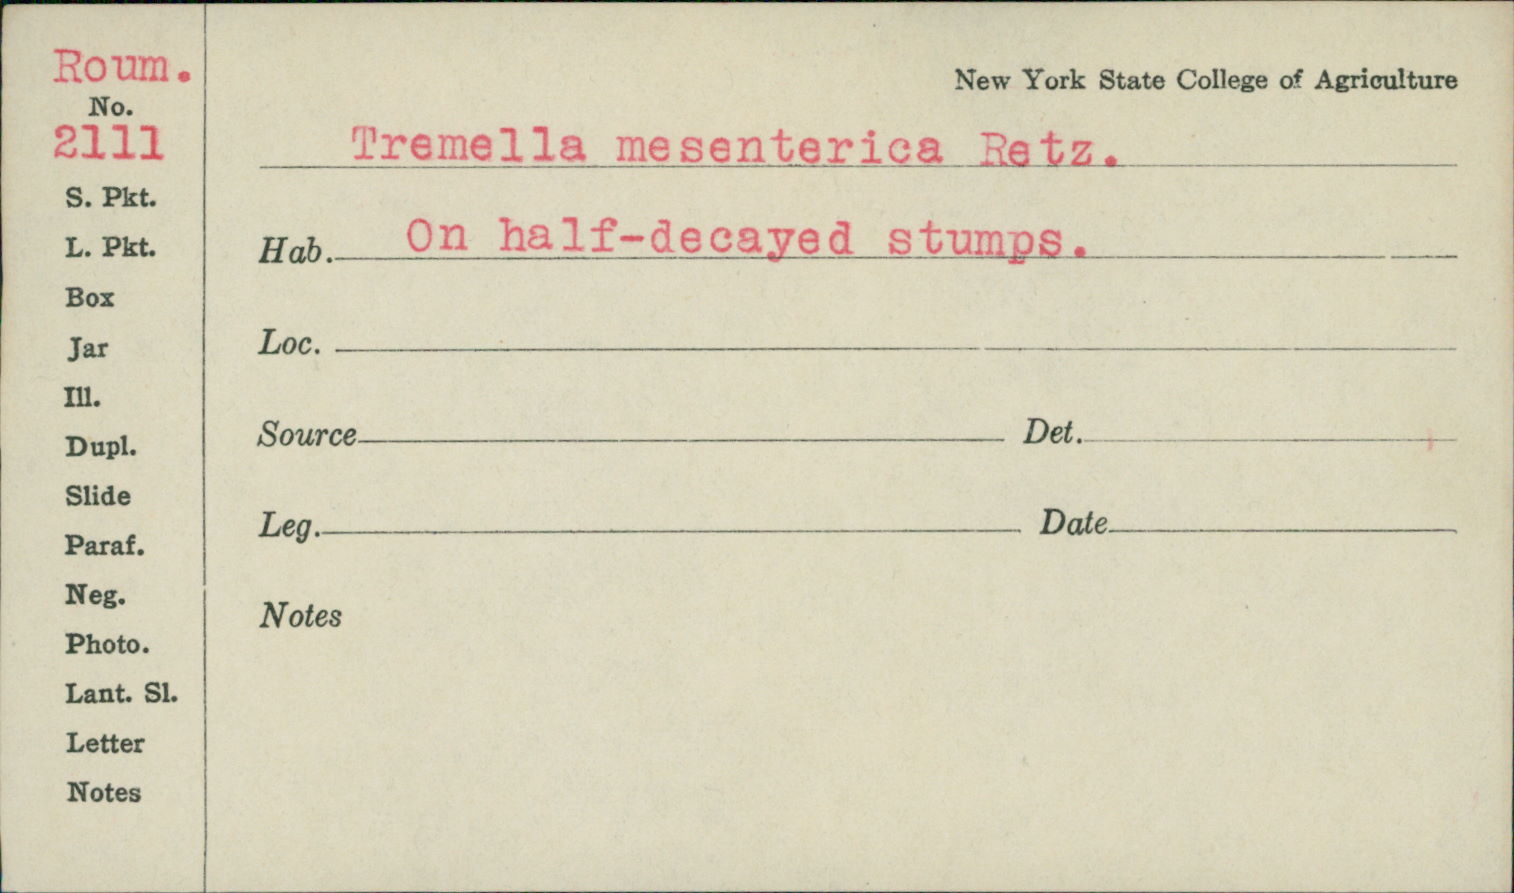 Roum.
No.
2111
S. Pkt.
L. Pkt.
Box
Jar
Ill.
Dupl.
Slide
Paraf.
Neg.
Photo.
Lant. Sl.
Letter
Notes
New York State College of Agriculture
Tremella mesenterica Retz.
Hab. On half-decayed stumps.
Loc.
Source Det.
Leg. Date
Notes